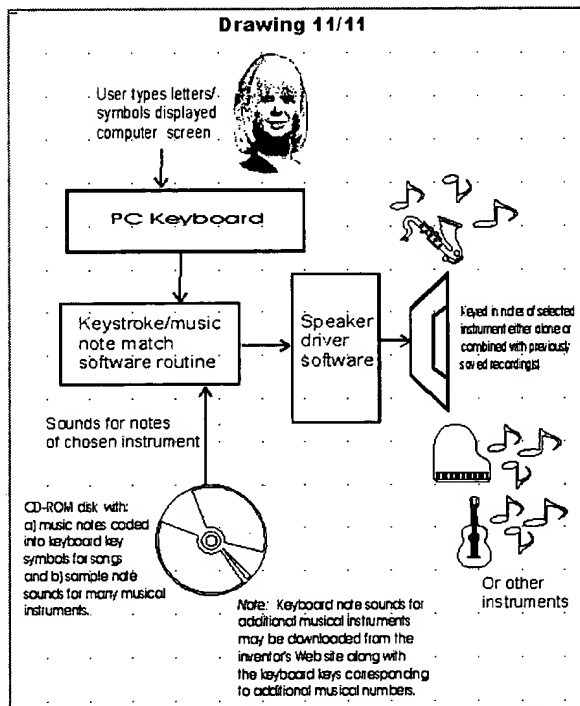 Drawing 11/11
User types letters/
symbols displayed
computer screen
PC Keyboard
Keystroke/music
note match
software routine
Speaker
driver
software
Keyed in notes of selected
instrument either alone or
combined with previously
saved recordings)
Sounds for notes
of chosen instrument
CD-ROM disk with:
a) music notes coded
into keyboard key
symbols for songs
and b) sample note
sounds for many musical
instruments.
Note: Keyboard note sounds for
additional musical instruments
may be downloaded from the
inventor's Web site along with
the keyboard keys corresponding
to additional musical numbers.
Or other
instruments